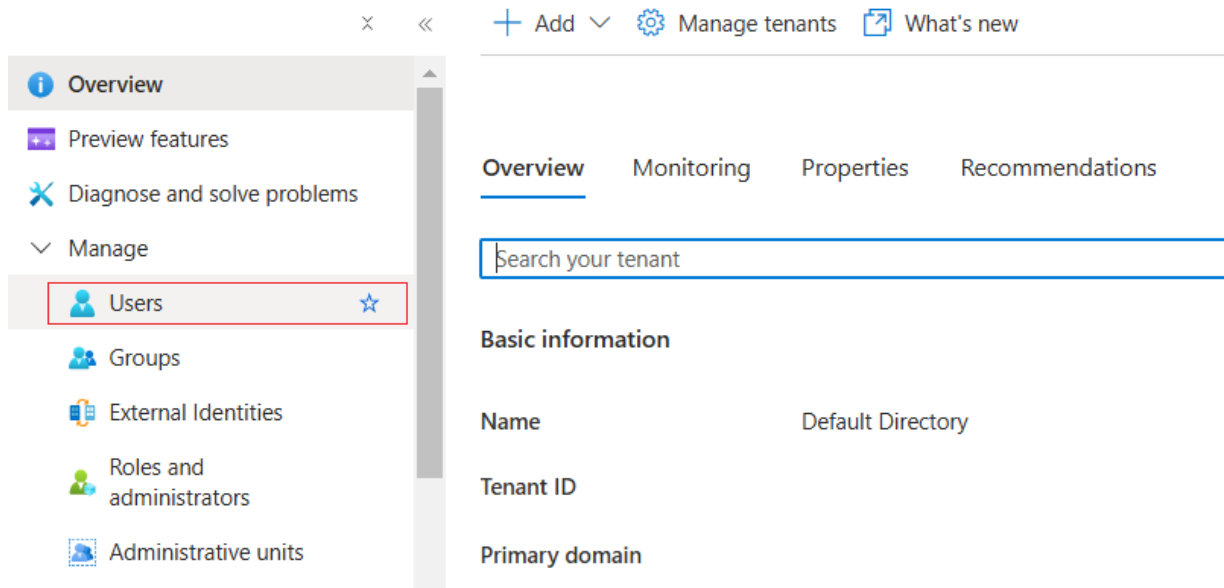 Add
Manage tenants
What's new
Overview
Preview features
Diagnose and solve problems
Manage
Users
Groups
External Identities
Roles and
administrators
Administrative units
Overview
Monitoring
Properties
Recommendations
Search your tenant
Basic information
Name
Default Directory
Tenant ID
Primary domain